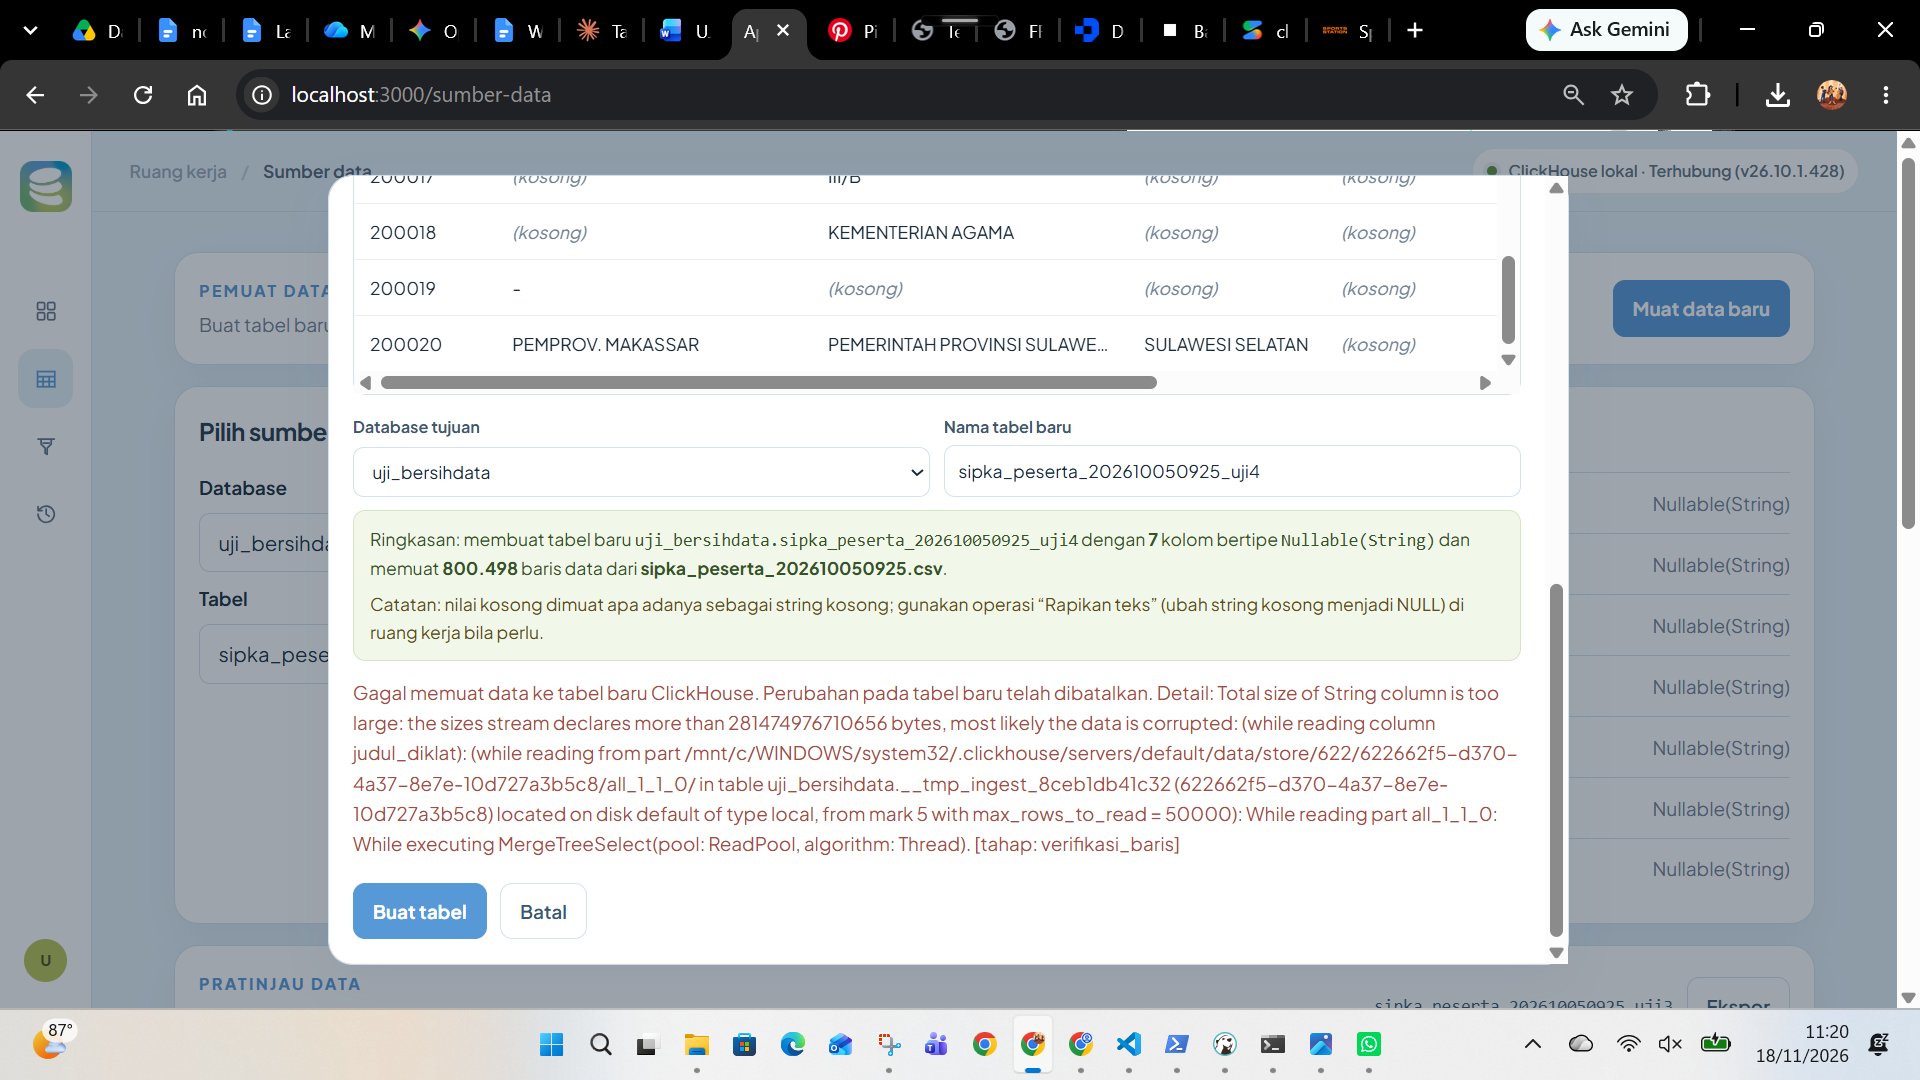 Ask Gemini
localhost:3000/sumber-data
Ruang kerja / Sumber data
ClickHouse lokal · Terhubung (v26.10.1.428)
PEMUAT DATA
Muat data baru
Pilih
Database
Tabel
Nullable(String)
Nullable(String)
Nullable(String)
Nullable(String)
Nullable(String)
Nullable(String)
Nullable(String)
200017 (kosong) III/B (kosong) (kosong)
200018 (kosong) KEMENTERIAN AGAMA (kosong) (kosong)
200019 - (kosong) (kosong) (kosong)
200020 PEMPROV. MAKASSAR PEMERINTAH PROVINSI SULAWE... SULAWESI SELATAN (kosong)
Database tujuan Nama tabel baru
uji_bersihdata sipka_peserta_202610050925_uji4
Ringkasan: membuat tabel baru uji_bersihdata.sipka_peserta_202610050925_uji4 dengan 7 kolom bertipe Nullable(String) dan
memuat 800.498 baris data dari sipka_peserta_202610050925.csv.
Catatan: nilai kosong dimuat apa adanya sebagai string kosong; gunakan operasi “Rapikan teks” (ubah string kosong menjadi NULL) di
ruang kerja bila perlu.
Gagal memuat data ke tabel baru ClickHouse. Perubahan pada tabel baru telah dibatalkan. Detail: Total size of String column is too
large: the sizes stream declares more than 281474976710656 bytes, most likely the data is corrupted: (while reading column
judul_diklat): (while reading from part /mnt/c/WINDOWS/system32/.clickhouse/servers/default/data/store/622/622662f5-d370-
4a37-8e7e-10d727a3b5c8/all_1_1_0/ in table uji_bersihdata.__tmp_ingest_8ceb1db41c32 (622662f5-d370-4a37-8e7e-
10d727a3b5c8) located on disk default of type local, from mark 5 with max_rows_to_read = 50000): While reading part all_1_1_0:
While executing MergeTreeSelect(pool: ReadPool, algorithm: Thread). [tahap: verifikasi_baris]
Buat tabel Batal
U
PRATINJAU DATA
sipka_peserta_202610050925_uji3 Ekspor
87°
11:20
18/11/2026